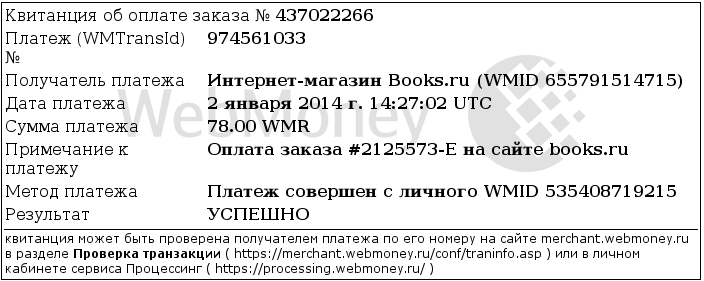 Квитанция об оплате заказа № 437022266
Платеж (WMTransId) № 974561033
Получатель платежа Интернет-магазин Books.ru (WMID 655791514715)
Дата платежа 2 января 2014 г. 14:27:02 UTC
Сумма платежа 78.00 WMR
Примечание к платежу Оплата заказа #2125573-E на сайте books.ru
Метод платежа Платеж совершен с личного WMID 535408719215
Результат УСПЕШНО
квитанция может быть проверена получателем платежа по его номеру на сайте merchant.webmoney.ru
в разделе Проверка транзакции ( https://merchant.webmoney.ru/conf/traninfo.asp ) или в личном
кабинете сервиса Процессинг ( https://processing.webmoney.ru/ )
WebMoney